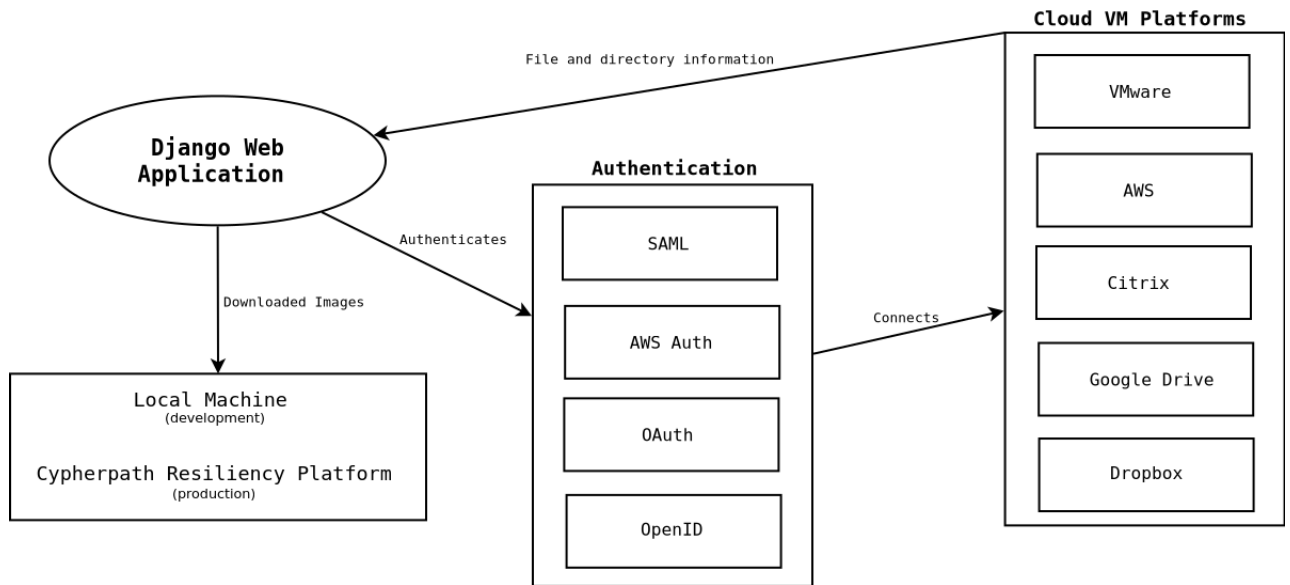 Cloud VM Platforms
File and directory information
VMware
Django Web
Application
Authentication
AWS
SAML
Authenticates
Citrix
Downloaded Images
Connects
AWS Auth
Google Drive
Local Machine
(development)
OAuth
Cypherpath Resiliency Platform
(production)
Dropbox
OpenID